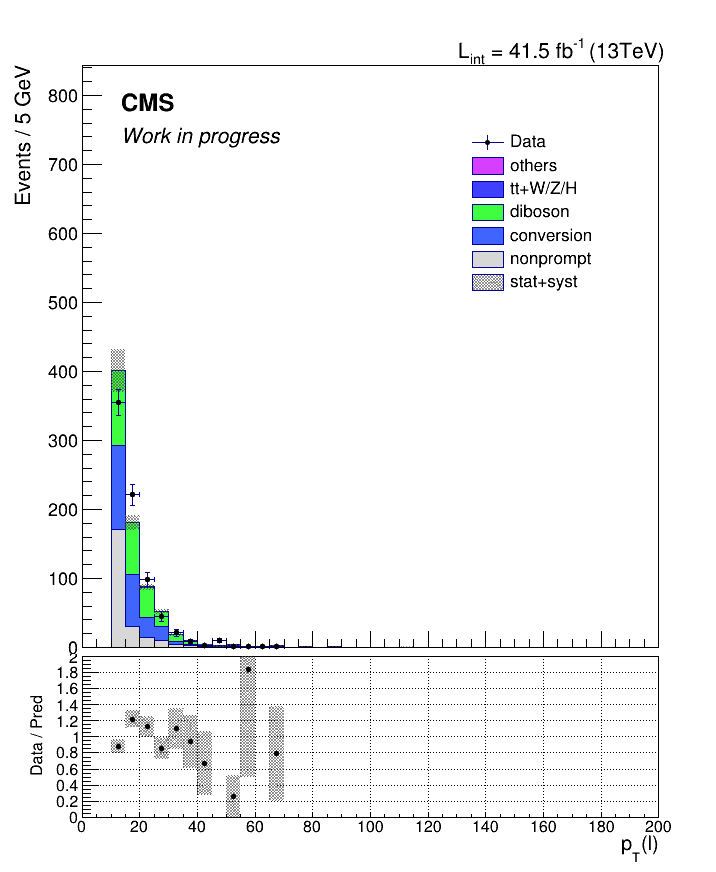 L_int = 41.5 fb^-1 (13TeV)
Events / 5 GeV
CMS
Work in progress
Data
others
tt+W/Z/H
diboson
conversion
nonprompt
stat+syst
800
700
600
500
400
300
200
100
0
Data / Pred
2
1.8
1.6
1.4
1.2
1
0.8
0.6
0.4
0.2
0
0 20 40 60 80 100 120 140 160 180 200
p_T(l)